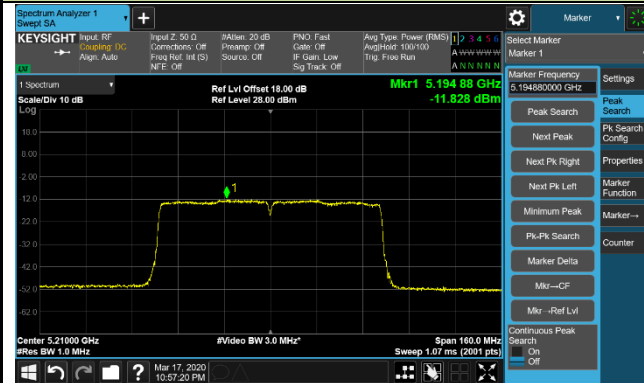 Spectrum Analyzer 1
Swept SA
+
Marker
KEYSIGHT
Input: RF
Coupling: DC
Align: Auto
Input Z: 50 Ω
Corrections: Off
Freq Ref: Int (S)
NFE: Off
#Atten: 20 dB
Preamp: Off
Source: Off
PNO: Fast
Gate: Off
IF Gain: Low
Sig Track: Off
Avg Type: Power (RMS)
Avg|Hold: 100/100
Trig: Free Run
1 2 3 4 5 6
A W W W W W
A N N N N N
Select Marker
Marker 1
1 Spectrum
Scale/Div 10 dB
Log
Ref Lvl Offset 18.00 dB
Ref Level 28.00 dBm
Mkr1 5.194 88 GHz
-11.828 dBm
18.0
8.00
-2.00
-12.0
-22.0
-32.0
-42.0
-52.0
-62.0
1
Marker Frequency
5.194880000 GHz
Peak Search
Next Peak
Next Pk Right
Next Pk Left
Minimum Peak
Pk-Pk Search
Marker Delta
Mkr→CF
Mkr→Ref Lvl
Continuous Peak
Search
On
Off
Settings
Peak
Search
Pk Search
Config
Properties
Marker
Function
Marker→
Counter
Center 5.21000 GHz
#Res BW 1.0 MHz
#Video BW 3.0 MHz*
Span 160.0 MHz
Sweep 1.07 ms (2001 pts)
?
Mar 17, 2020
10:57:20 PM